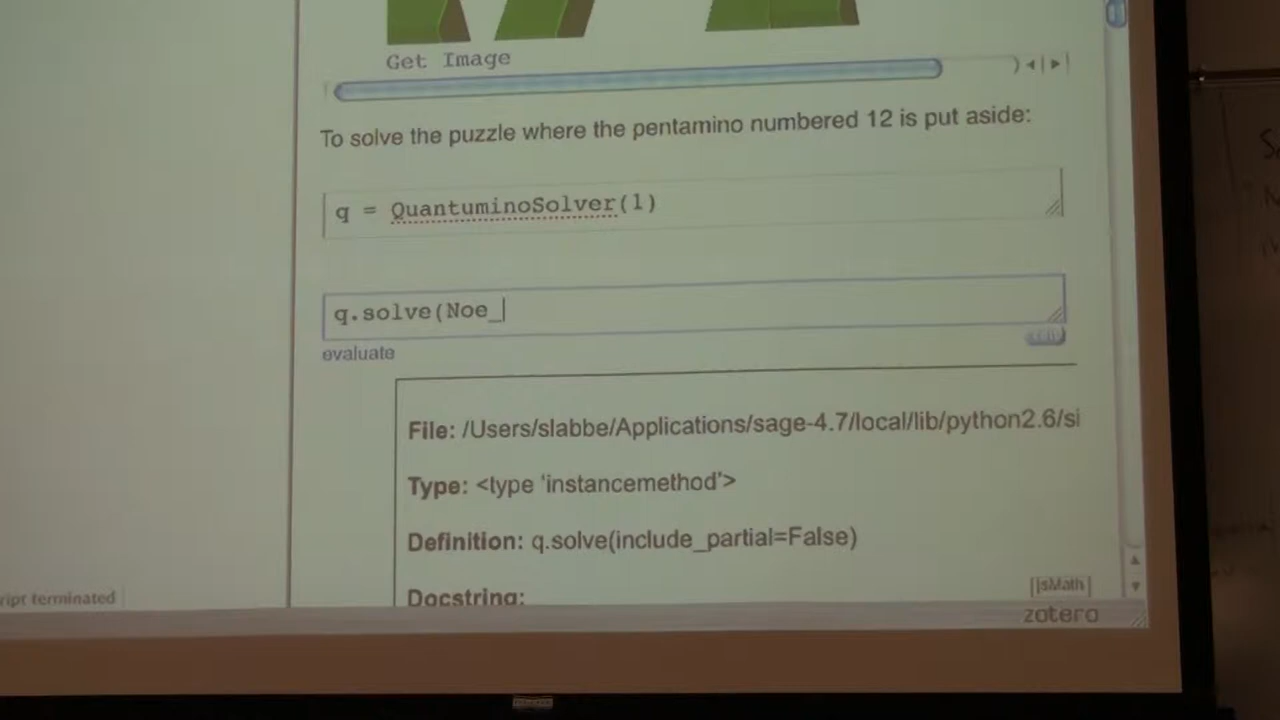 Get Image
To solve the puzzle where the pentamino numbered 12 is put aside:
q = QuantuminoSolver(1)
q.solve(Noe_
evaluate
File: /Users/slabbe/Applications/sage-4.7/local/lib/python2.6/si
Type: <type 'instancemethod'>
Definition: q.solve(include_partial=False)
Docstring:
[jsMath]
ript terminated
zotero